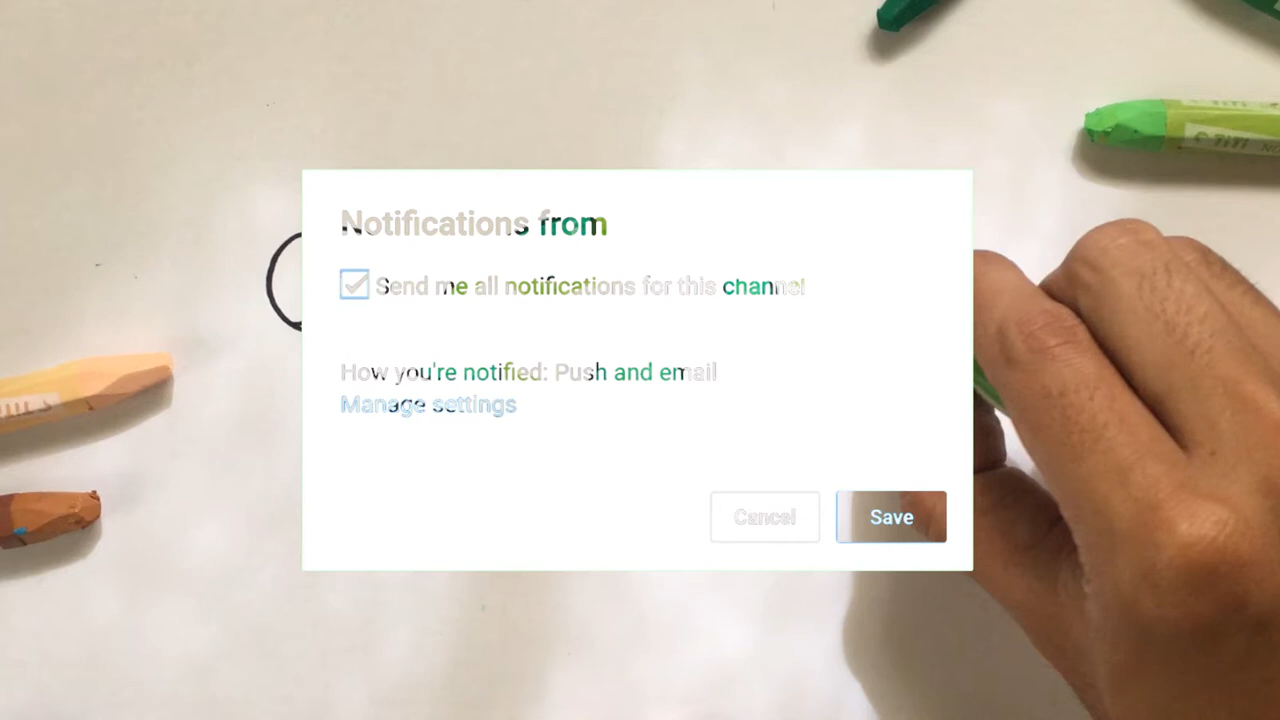 Notifications from
Send me all notifications for this channel
How you're notified: Push and email
Manage settings
Cancel
Save
TiTi